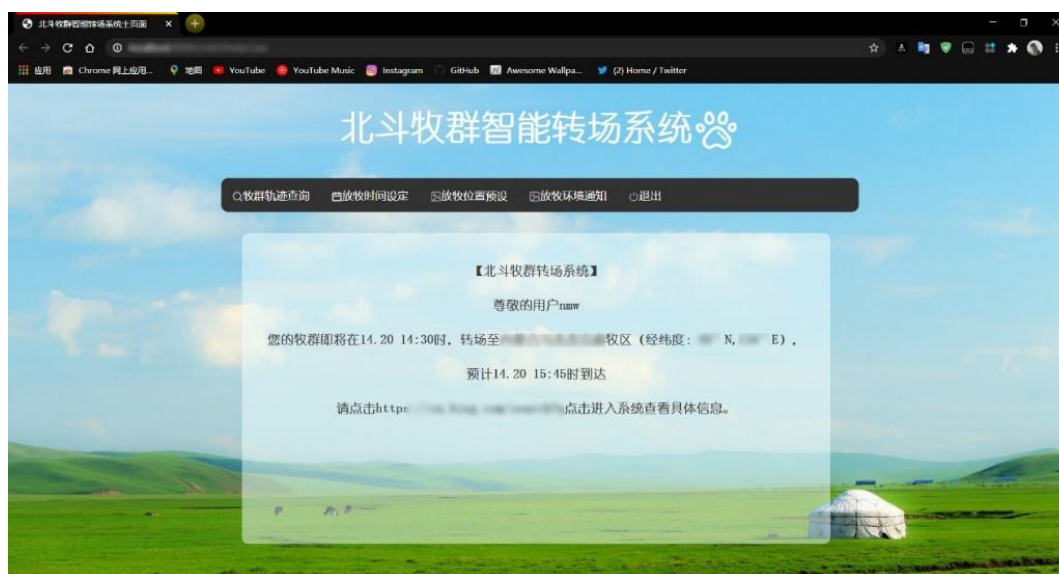 北斗牧群智能转场系统主页面
应用 Chrome 网上应用... 地图 YouTube YouTube Music Instagram GitHub Awesome Wallpa... (2) Home / Twitter
北斗牧群智能转场系统
牧群轨迹查询 放牧时间设定 放牧位置预设 放牧环境通知 退出
【北斗牧群转场系统】
尊敬的用户nmw
您的牧群即将在14.20 14:30时，转场至 牧区（经纬度： N, E），
预计14.20 15:45时到达
请点击https 点击进入系统查看具体信息。